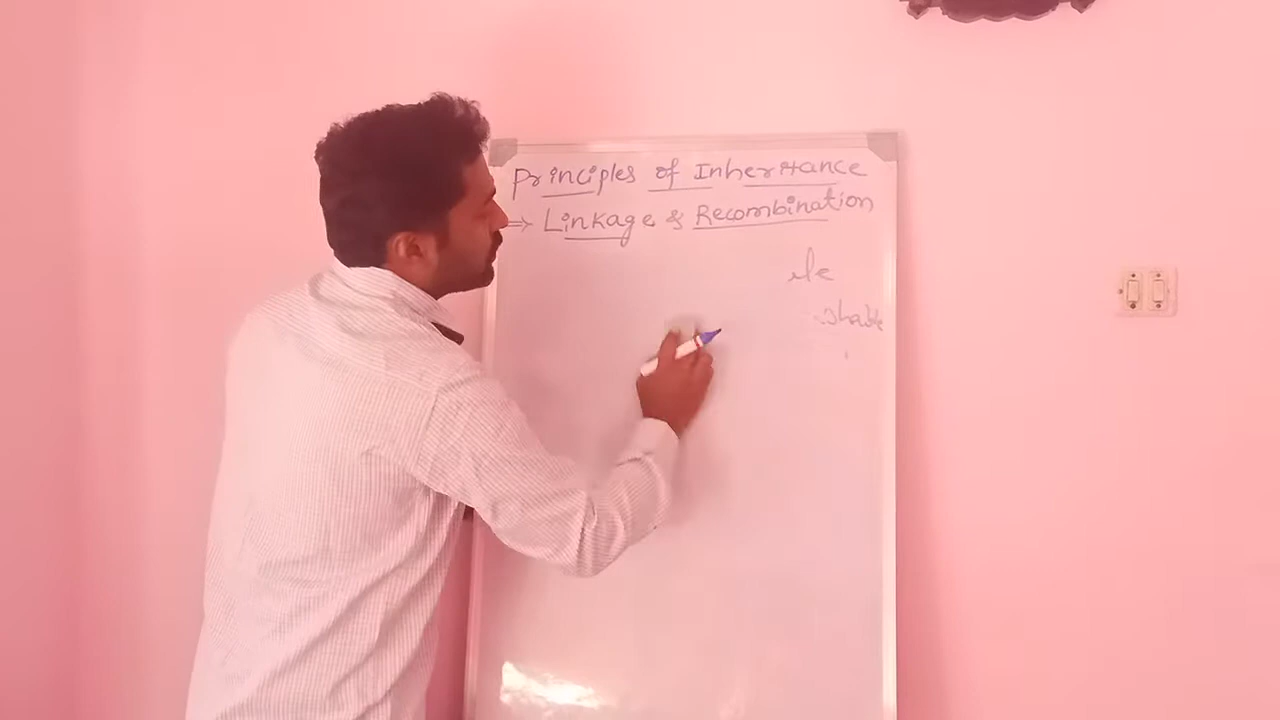 Principles of Inheritance
⇒ Linkage & Recombination